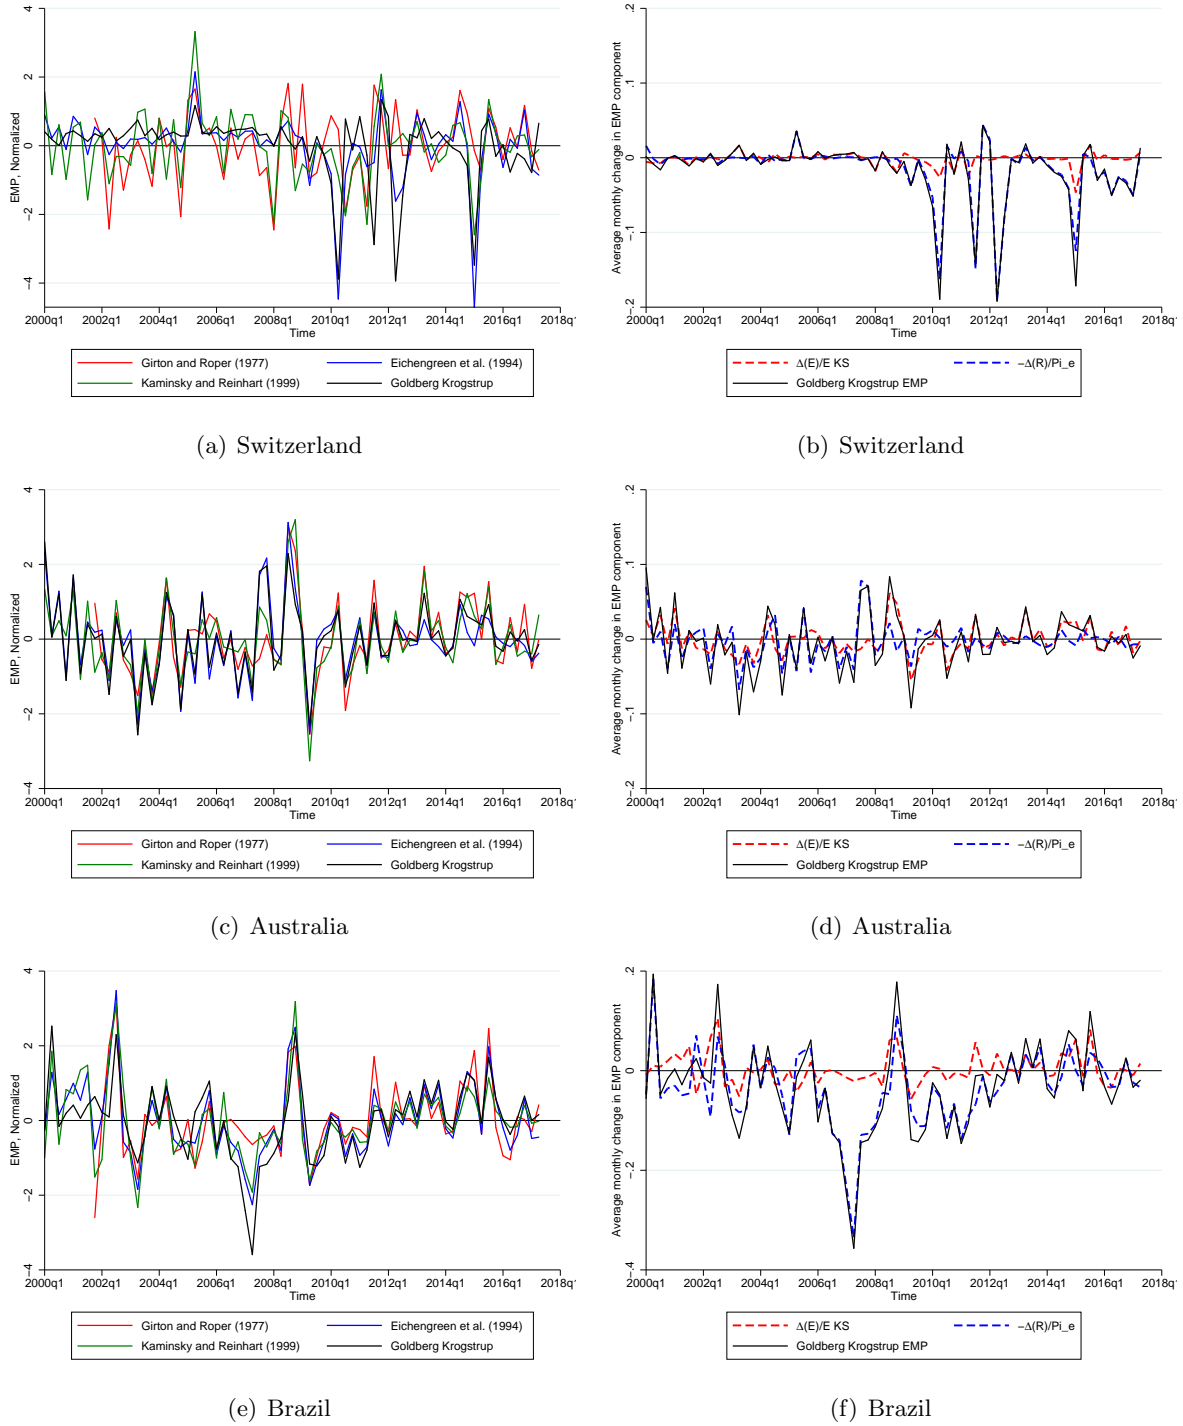 4
2
0
−2
−4
EMP, Normalized
2000q1 2002q1 2004q1 2006q1 2008q1 2010q1 2012q1 2014q1 2016q1 2018q1
Time
Girton and Roper (1977) Eichengreen et al. (1994)
Kaminsky and Reinhart (1999) Goldberg Krogstrup
(a) Switzerland
.2
.1
0
−.1
−.2
Average monthly change in EMP component
2000q1 2002q1 2004q1 2006q1 2008q1 2010q1 2012q1 2014q1 2016q1 2018q1
Time
Δ(E)/E KS −Δ(R)/Pi_e
Goldberg Krogstrup EMP
(b) Switzerland
4
2
0
−2
−4
EMP, Normalized
2000q1 2002q1 2004q1 2006q1 2008q1 2010q1 2012q1 2014q1 2016q1 2018q1
Time
Girton and Roper (1977) Eichengreen et al. (1994)
Kaminsky and Reinhart (1999) Goldberg Krogstrup
(c) Australia
.2
.1
0
−.1
−.2
Average monthly change in EMP component
2000q1 2002q1 2004q1 2006q1 2008q1 2010q1 2012q1 2014q1 2016q1 2018q1
Time
Δ(E)/E KS −Δ(R)/Pi_e
Goldberg Krogstrup EMP
(d) Australia
4
2
0
−2
−4
EMP, Normalized
2000q1 2002q1 2004q1 2006q1 2008q1 2010q1 2012q1 2014q1 2016q1 2018q1
Time
Girton and Roper (1977) Eichengreen et al. (1994)
Kaminsky and Reinhart (1999) Goldberg Krogstrup
(e) Brazil
.2
0
−.2
−.4
Average monthly change in EMP component
2000q1 2002q1 2004q1 2006q1 2008q1 2010q1 2012q1 2014q1 2016q1 2018q1
Time
Δ(E)/E KS −Δ(R)/Pi_e
Goldberg Krogstrup EMP
(f) Brazil